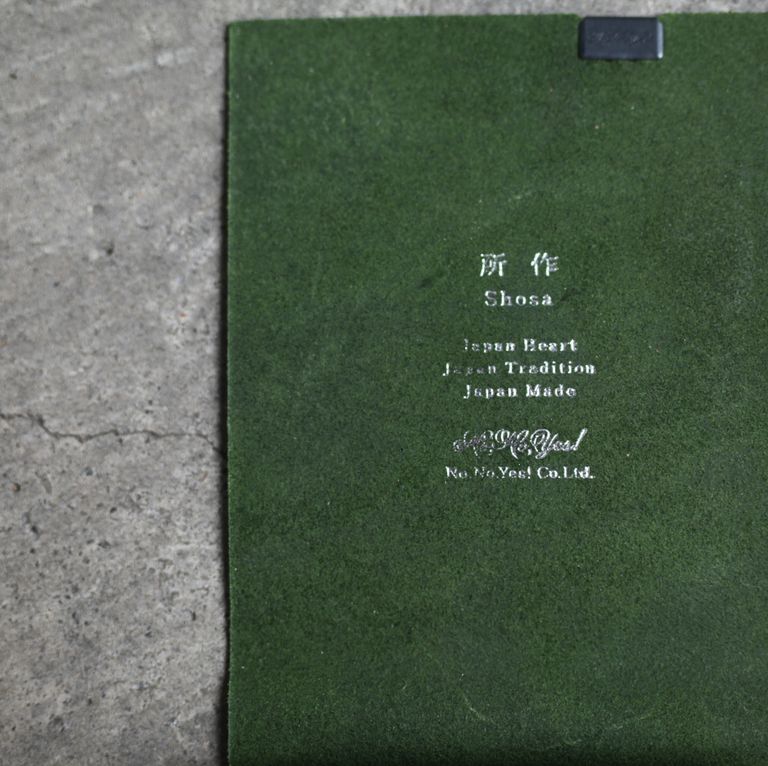 所作
Shosa
Japan Heart
Japan Tradition
Japan Made
No,No,Yes!
No,No,Yes! Co.Ltd.